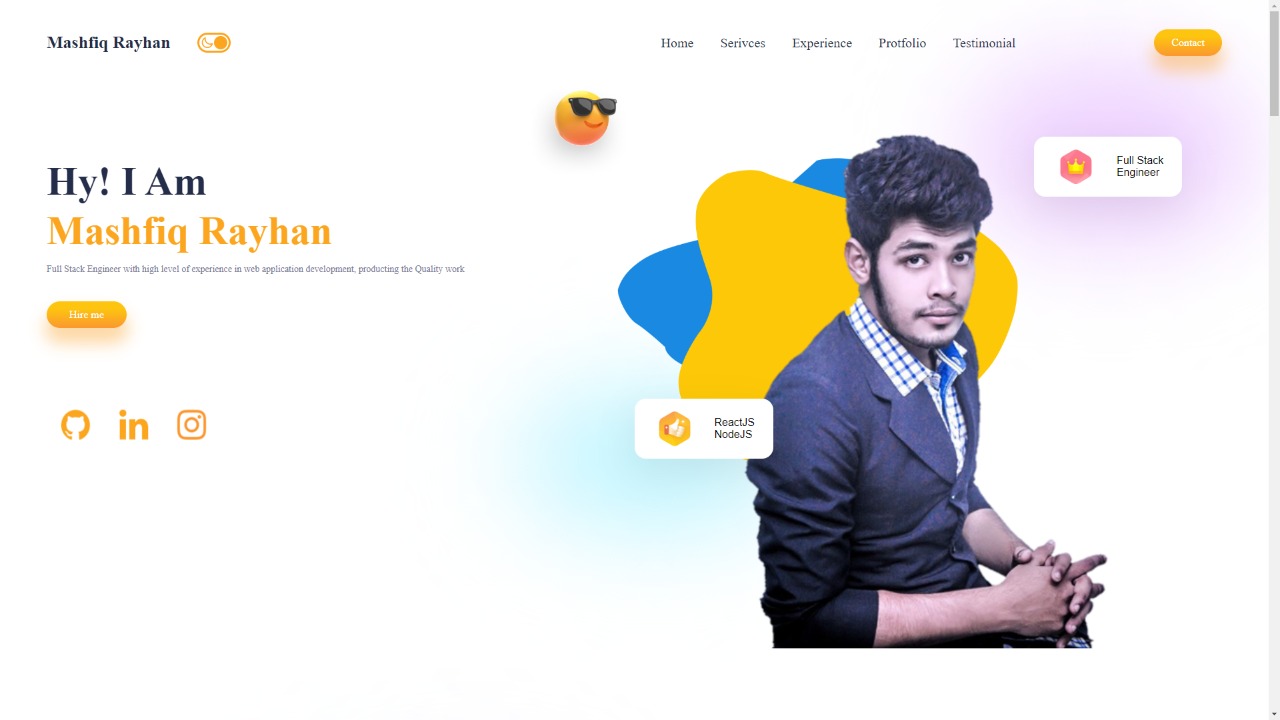 Mashfiq Rayhan
Home Serivces Experience Protfolio Testimonial
Contact
Hy! I Am
Mashfiq Rayhan
Full Stack Engineer with high level of experience in web application development, producting the Quality work
Hire me
Full Stack
Engineer
ReactJS
NodeJS